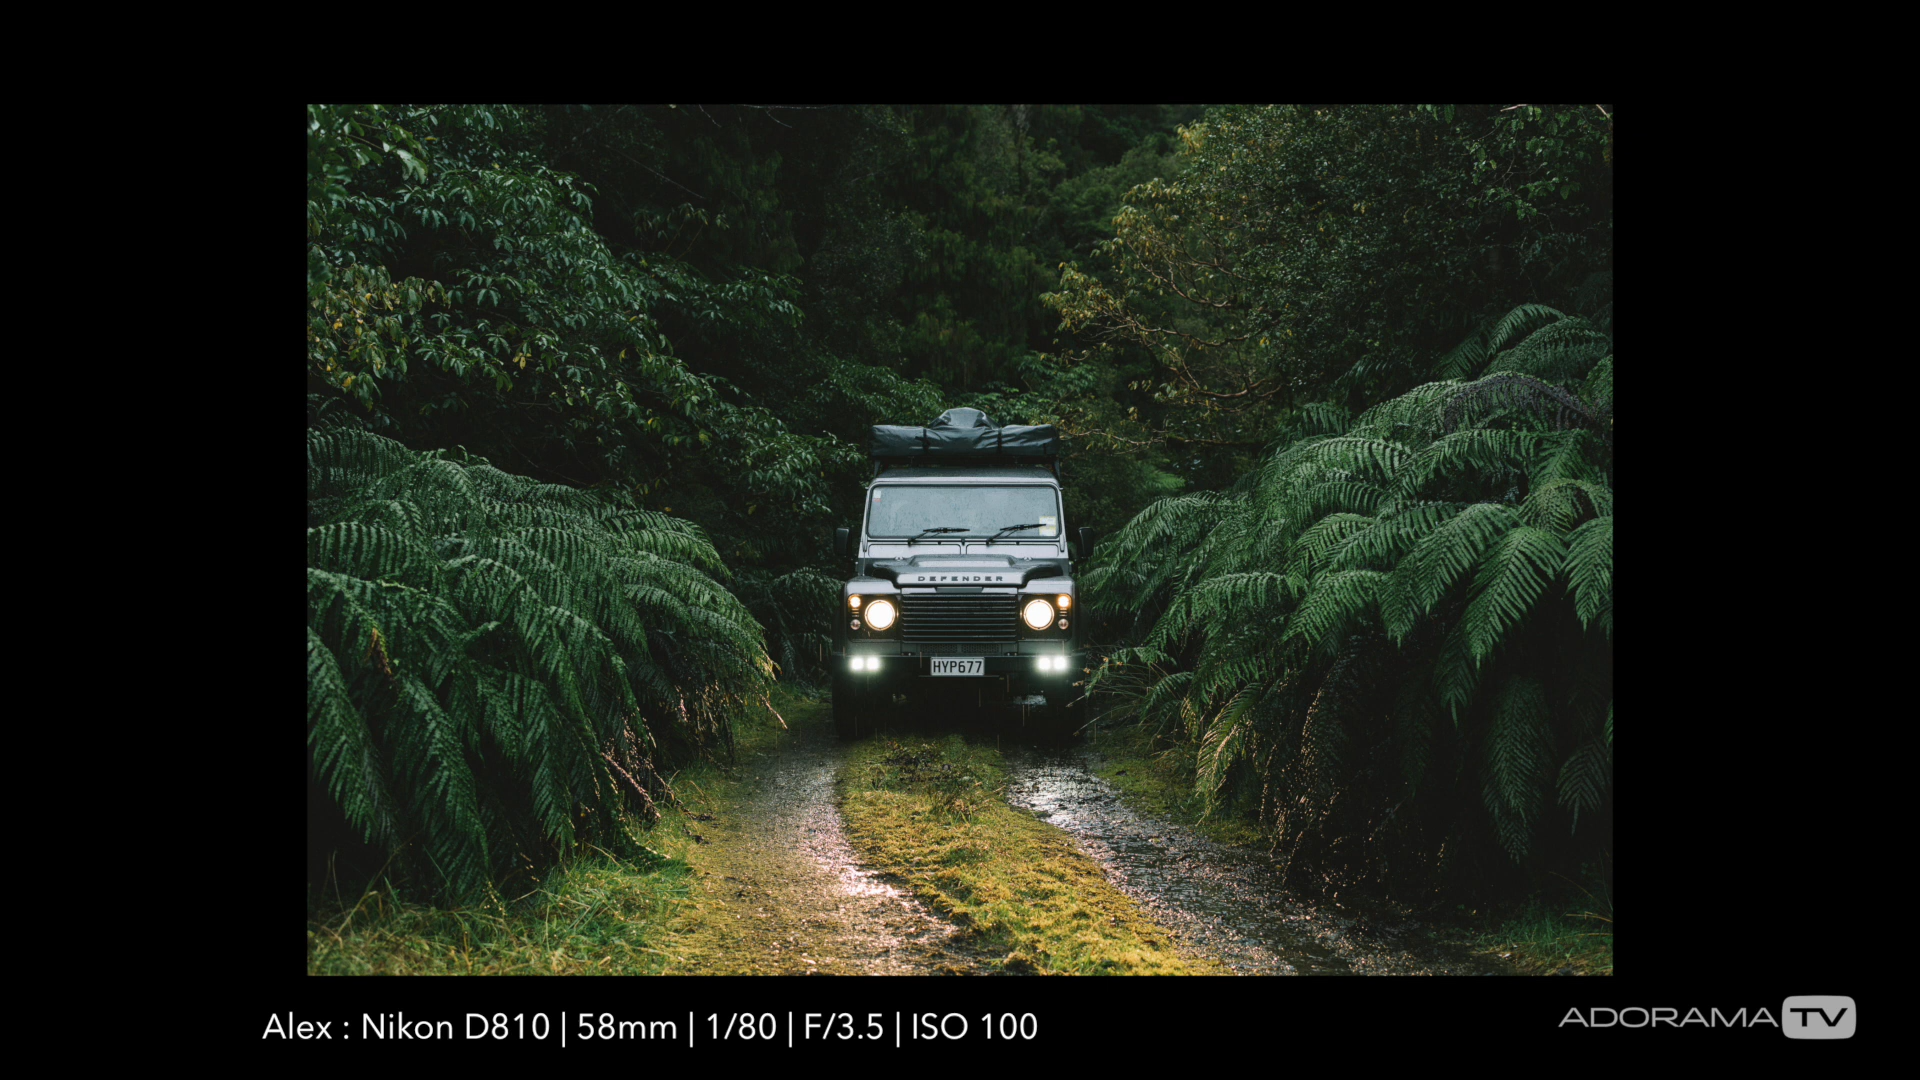 DEFENDER
HYP677
Alex : Nikon D810 | 58mm | 1/80 | F/3.5 | ISO 100
ADORAMA TV